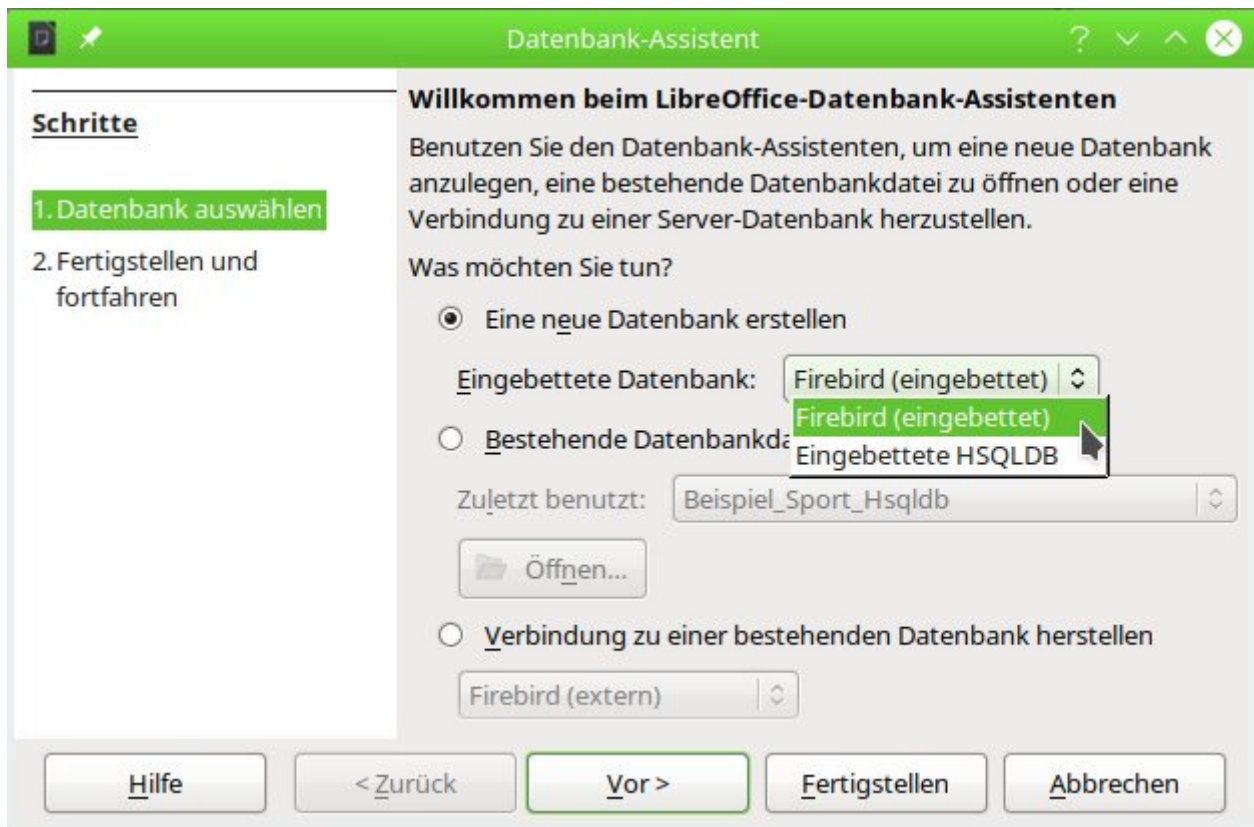 Datenbank-Assistent
Schritte
1. Datenbank auswählen
2. Fertigstellen und
fortfahren
Willkommen beim LibreOffice-Datenbank-Assistenten
Benutzen Sie den Datenbank-Assistenten, um eine neue Datenbank
anzulegen, eine bestehende Datenbankdatei zu öffnen oder eine
Verbindung zu einer Server-Datenbank herzustellen.
Was möchten Sie tun?
Eine neue Datenbank erstellen
Eingebettete Datenbank: Firebird (eingebettet)
Firebird (eingebettet)
Bestehende Datenbankda
Eingebettete HSQLDB
Zuletzt benutzt: Beispiel_Sport_Hsqldb
Öffnen...
Verbindung zu einer bestehenden Datenbank herstellen
Firebird (extern)
Hilfe < Zurück Vor > Fertigstellen Abbrechen